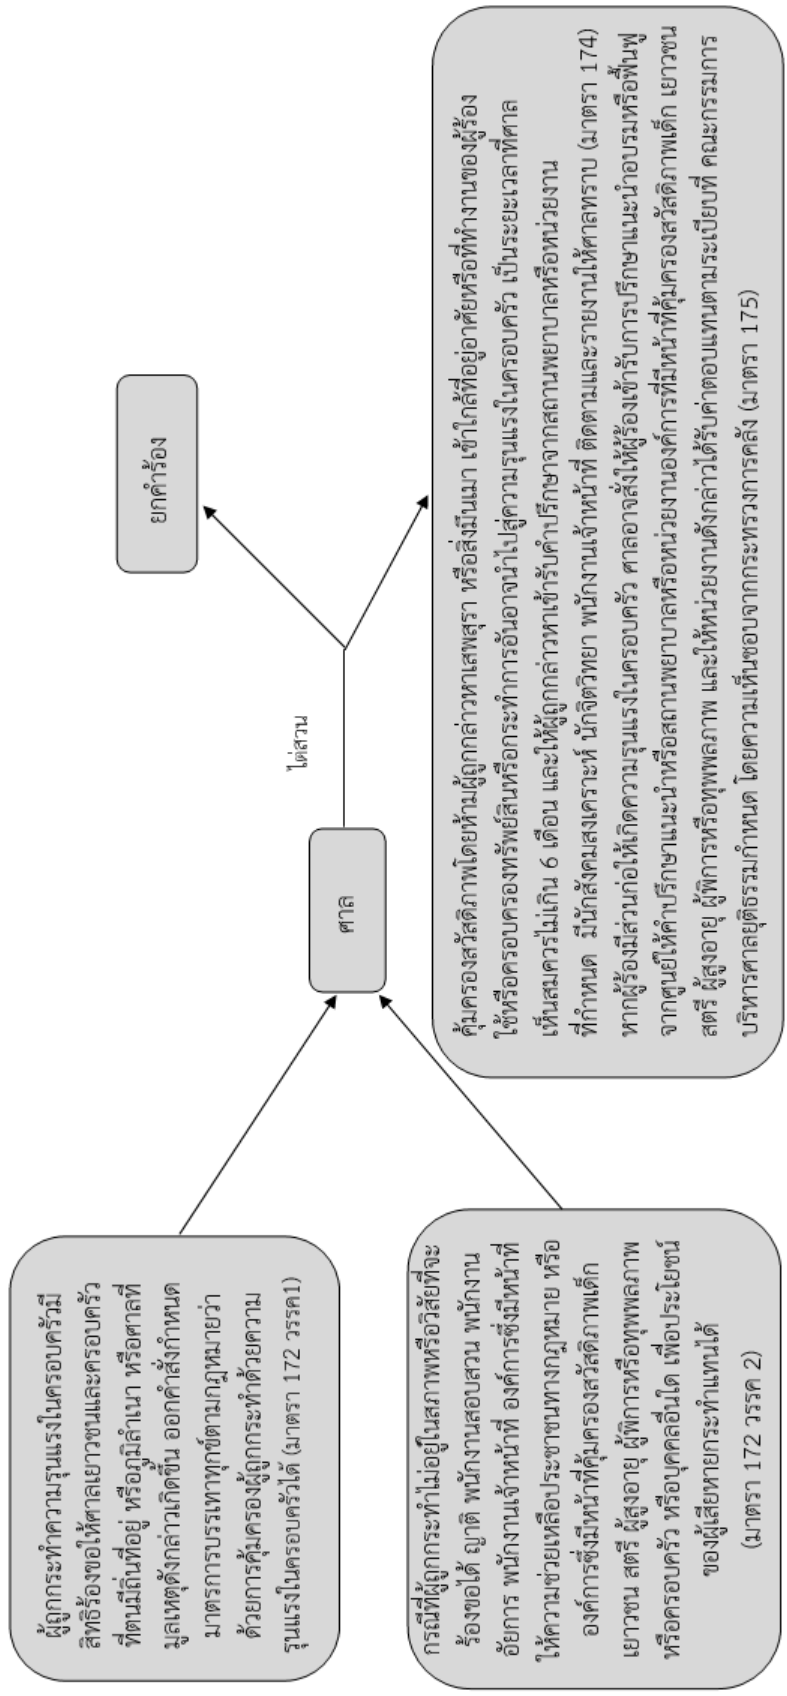 ผู้ถูกกระทำความรุนแรงในครอบครัวมี
สิทธิร้องขอให้ศาลเยาวชนและครอบครัว
ที่ตนมีถิ่นที่อยู่ หรือภูมิลำเนา หรือศาลที่
มูลเหตุดังกล่าวเกิดขึ้น ออกคำสั่งกำหนด
มาตรการบรรเทาทุกข์ตามกฎหมายว่า
ด้วยการคุ้มครองผู้ถูกกระทำด้วยความ
รุนแรงในครอบครัวได้ (มาตรา 172 วรรค1)
กรณีที่ผู้ถูกกระทำไม่อยู่ในสภาพหรือวิสัยที่จะ
ร้องขอได้ ญาติ พนักงานสอบสวน พนักงาน
อัยการ พนักงานเจ้าหน้าที่ องค์การซึ่งมีหน้าที่
ให้ความช่วยเหลือประชาชนทางกฎหมาย หรือ
องค์การซึ่งมีหน้าที่คุ้มครองสวัสดิภาพเด็ก
เยาวชน สตรี ผู้สูงอายุ ผู้พิการหรือทุพพลภาพ
หรือครอบครัว หรือบุคคลอื่นใด เพื่อประโยชน์
ของผู้เสียหายกระทำแทนได้
(มาตรา 172 วรรค 2)
ศาล
ไต่สวน
ยกคำร้อง
คุ้มครองสวัสดิภาพโดยห้ามผู้ถูกกล่าวหาเสพสุรา หรือสิ่งมึนเมา เข้าใกล้ที่อยู่อาศัยหรือที่ทำงานของผู้ร้อง
ใช้หรือครอบครองทรัพย์สินหรือกระทำการอันอาจนำไปสู่ความรุนแรงในครอบครัว เป็นระยะเวลาที่ศาล
เห็นสมควรไม่เกิน 6 เดือน และให้ผู้ถูกกล่าวหาเข้ารับคำปรึกษาจากสถานพยาบาลหรือหน่วยงาน
ที่กำหนด มีนักสังคมสงเคราะห์ นักจิตวิทยา พนักงานเจ้าหน้าที่ ติดตามและรายงานให้ศาลทราบ (มาตรา 174)
หากผู้ร้องมีส่วนก่อให้เกิดความรุนแรงในครอบครัว ศาลอาจสั่งให้ผู้ร้องเข้ารับการปรึกษาแนะนำอบรมหรือฟื้นฟู
จากศูนย์ให้คำปรึกษาแนะนำหรือสถานพยาบาลหรือหน่วยงานองค์การที่มีหน้าที่คุ้มครองสวัสดิภาพเด็ก เยาวชน
สตรี ผู้สูงอายุ ผู้พิการหรือทุพพลภาพ และให้หน่วยงานดังกล่าวได้รับค่าตอบแทนตามระเบียบที่ คณะกรรมการ
บริหารศาลยุติธรรมกำหนด โดยความเห็นชอบจากกระทรวงการคลัง (มาตรา 175)